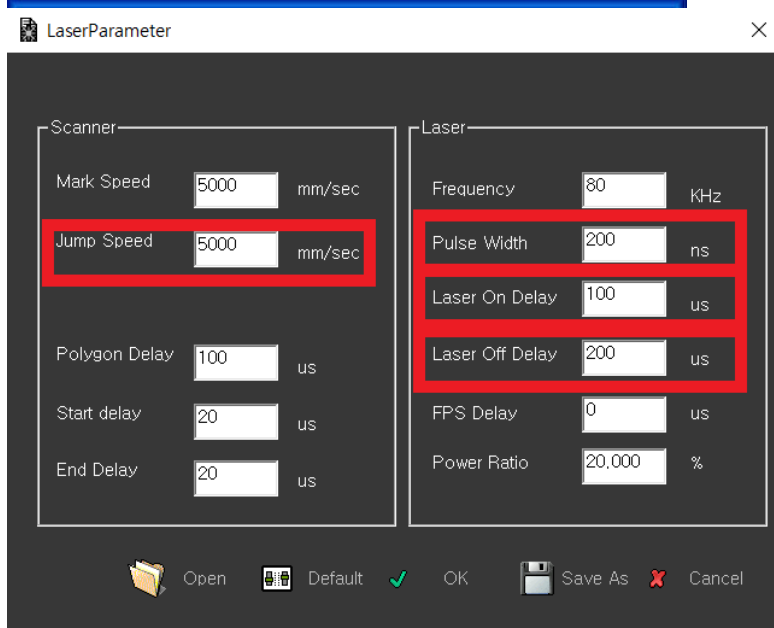 LaserParameter
Scanner
Mark Speed 5000 mm/sec
Jump Speed 5000 mm/sec
Polygon Delay 100 us
Start delay 20 us
End Delay 20 us
Laser
Frequency 80 KHz
Pulse Width 200 ns
Laser On Delay 100 us
Laser Off Delay 200 us
FPS Delay 0 us
Power Ratio 20,000 %
Open Default OK Save As Cancel